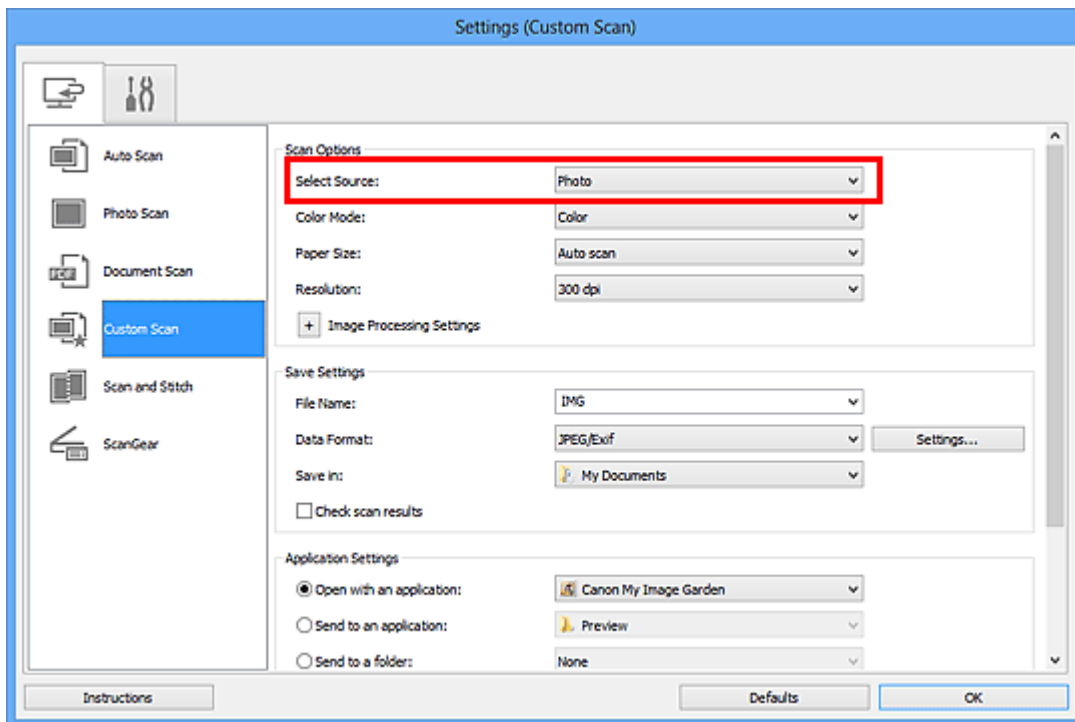 Settings (Custom Scan)
Auto Scan
Photo Scan
Document Scan
Custom Scan
Scan and Stitch
ScanGear
Scan Options
Select Source: Photo
Color Mode: Color
Paper Size: Auto scan
Resolution: 300 dpi
+ Image Processing Settings
Save Settings
File Name: IMG
Data Format: JPEG/Exif Settings...
Save in: My Documents
Check scan results
Application Settings
Open with an application: Canon My Image Garden
Send to an application: Preview
Send to a folder: None
Instructions Defaults OK